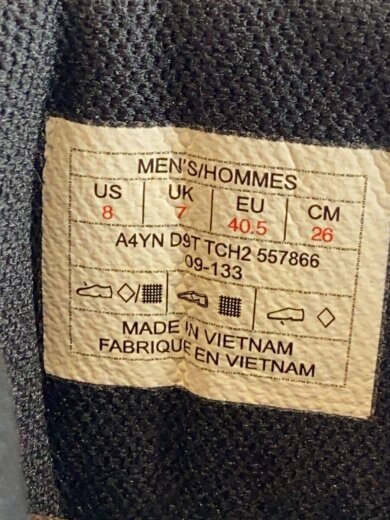 MEN'S/HOMMES
US UK EU CM
8 7 40.5 26
A4YN D9T TCH2 557866
09-133
MADE IN VIETNAM
FABRIQUE EN VIETNAM